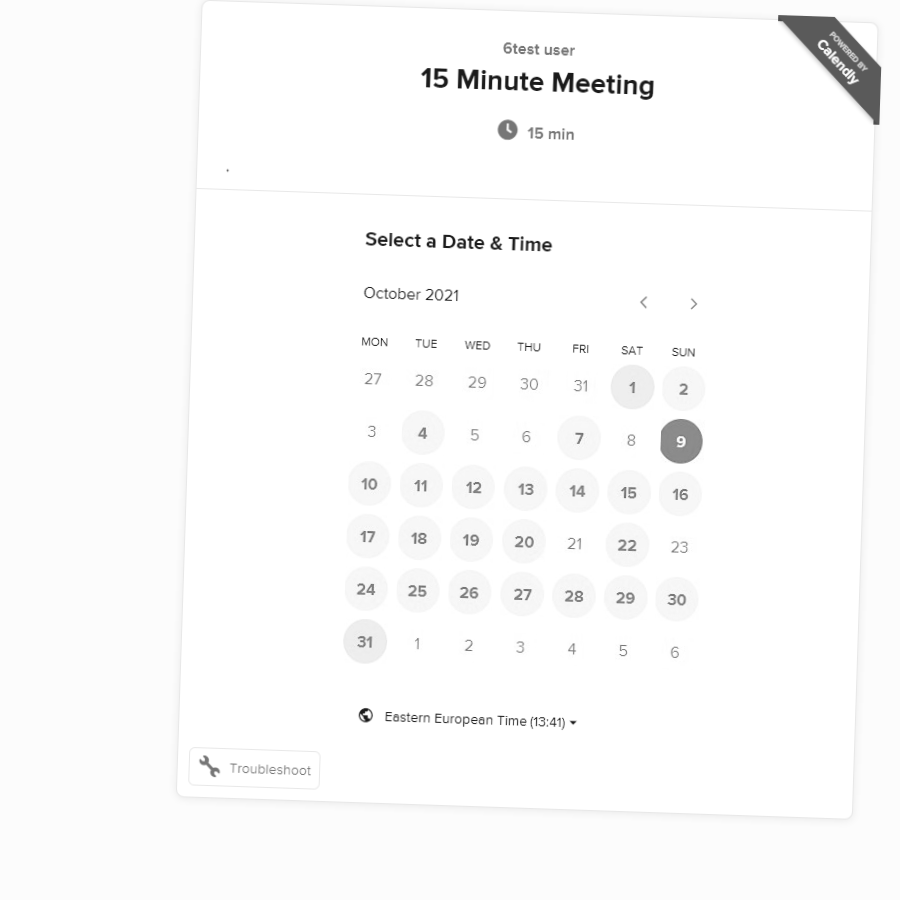 6test user
POWERED BY
Calendly
15 Minute Meeting
15 min
Select a Date & Time
October 2021
MON TUE WED THU FRI SAT SUN
27 28 29 30 31 1 2
3 4 5 6 7 8 9
10 11 12 13 14 15 16
17 18 19 20 21 22 23
24 25 26 27 28 29 30
31 1 2 3 4 5 6
Eastern European Time (13:41)
Troubleshoot